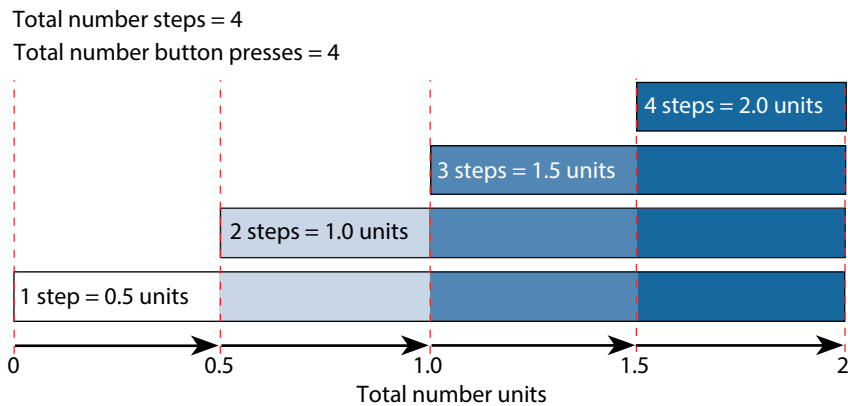 Total number steps = 4
Total number button presses = 4
4 steps = 2.0 units
3 steps = 1.5 units
2 steps = 1.0 units
1 step = 0.5 units
0 0.5 1.0 1.5 2
Total number units